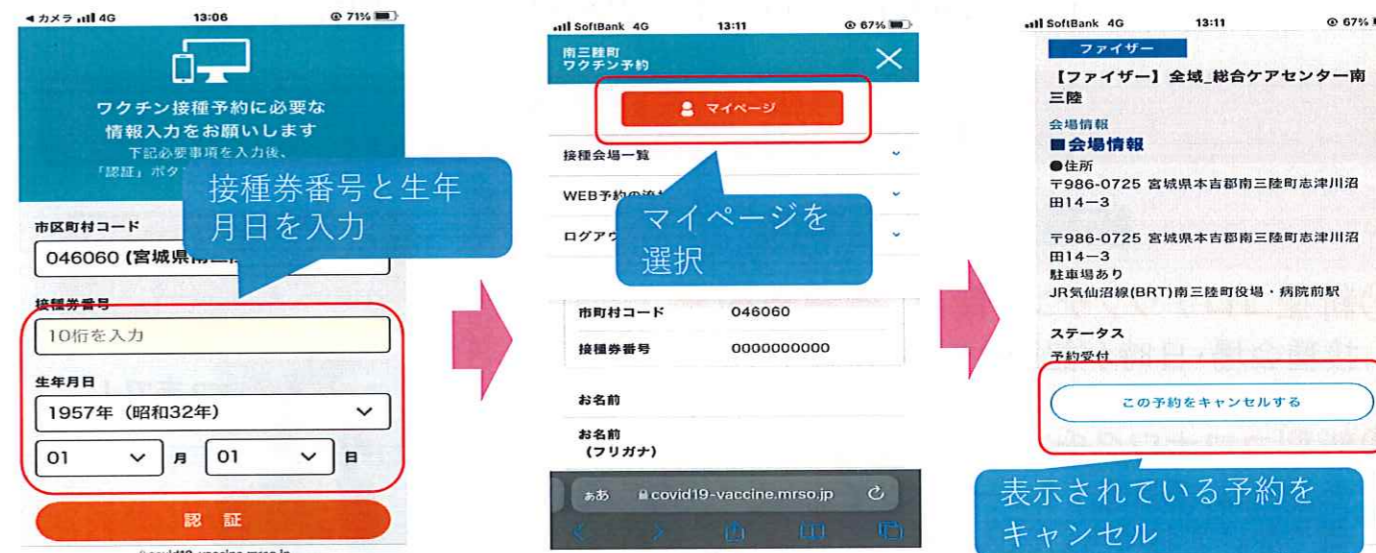 カメラ 4G 13:06 71%
ワクチン接種予約に必要な
情報入力をお願いします
下記必要事項を入力後、
「認証」ボタ
接種券番号と生年
月日を入力
市区町村コード
046060 (宮城県南三
接種券番号
10桁を入力
生年月日
1957年（昭和32年）
01 月 01 日
認 証
covid19-vaccine.mrso.jp
SoftBank 4G 13:11 67%
南三陸町
ワクチン予約
マイページ
接種会場一覧
WEB予約の流
ログアウ
マイページを
選択
市町村コード 046060
接種券番号 0000000000
お名前
お名前
（フリガナ）
ああ covid19-vaccine.mrso.jp
SoftBank 4G 13:11 67%
ファイザー
【ファイザー】全域_総合ケアセンター南
三陸
会場情報
■会場情報
●住所
〒986-0725 宮城県本吉郡南三陸町志津川沼
田14－3
〒986-0725 宮城県本吉郡南三陸町志津川沼
田14－3
駐車場あり
JR気仙沼線(BRT)南三陸町役場・病院前駅
ステータス
予約受付
この予約をキャンセルする
表示されている予約を
キャンセル